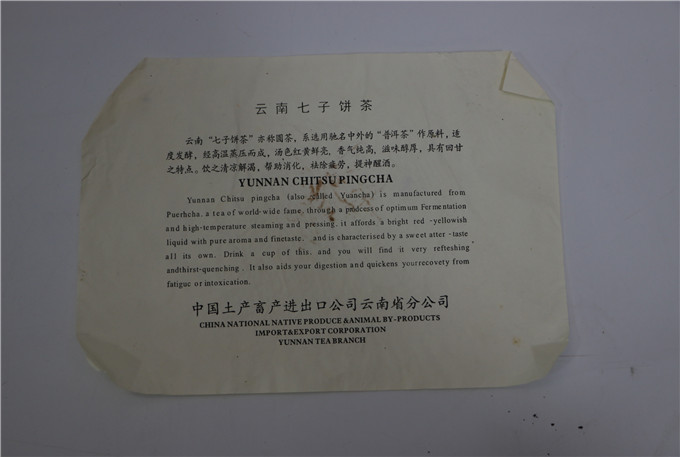 云南七子饼茶
云南“七子饼茶”亦称圆茶，系选用驰名中外的“普洱茶”作原料，速
度发酵，经高温蒸压而成，汤色红黄鲜亮，香气纯高，滋味醇厚，具有回甘
之特点。饮之清凉解渴，帮助消化，祛除疲劳，提神醒酒。
YUNNAN CHITSU PINGCHA
Yunnan Chitsu pingcha (also called Yuancha) is manufactured from
Puerhcha. a tea of world-wide fame. through a process of optimum Fermentation
and high-temperature steaming and pressing. it affords a bright red -yellowish
liquid with pure aroma and finetaste. .and is characterised by a sweet atter -taste
all its own. Drink a cup of this. and you will find it very refteshing
andthirst-quenching . It also aids your digestion and quickens yourrecovety from
fatiguc or intoxication.
中国土产畜产进出口公司云南省分公司
CHINA NATIONAL NATIVE PRODUCE &ANIMAL BY-PRODUCTS
IMPORT&EXPORT CORPORATION
YUNNAN TEA BRANCH